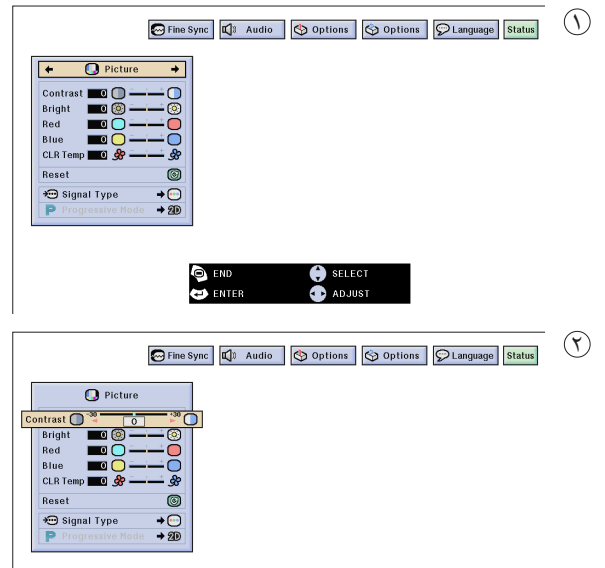 Fine Sync Audio Options Options Language Status ١
Picture
Contrast 0
Bright 0
Red 0
Blue 0
CLR Temp 0
Reset
Signal Type
P Progressive Mode 2D
END SELECT
ENTER ADJUST
Fine Sync Audio Options Options Language Status ٢
Picture
Contrast -30 0 +30
Bright 0
Red 0
Blue 0
CLR Temp 0
Reset
Signal Type
P Progressive Mode 2D